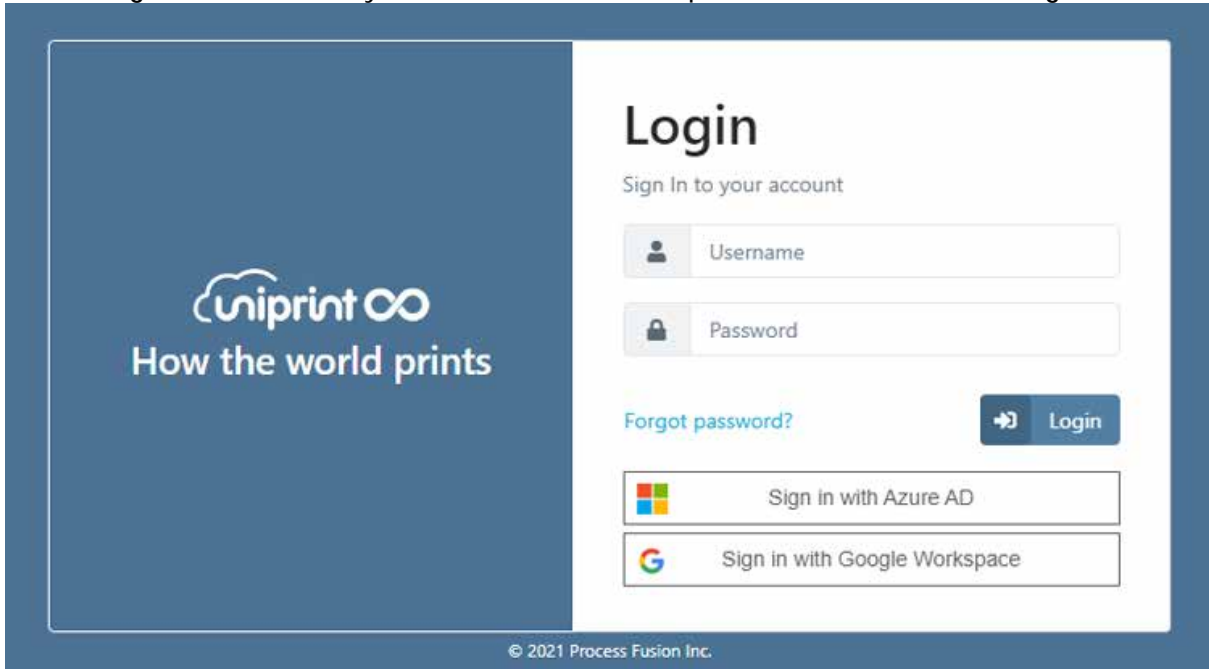 uniprint
How the world prints
Login
Sign In to your account
Username
Password
Forgot password?
Login
Sign in with Azure AD
Sign in with Google Workspace
© 2021 Process Fusion Inc.